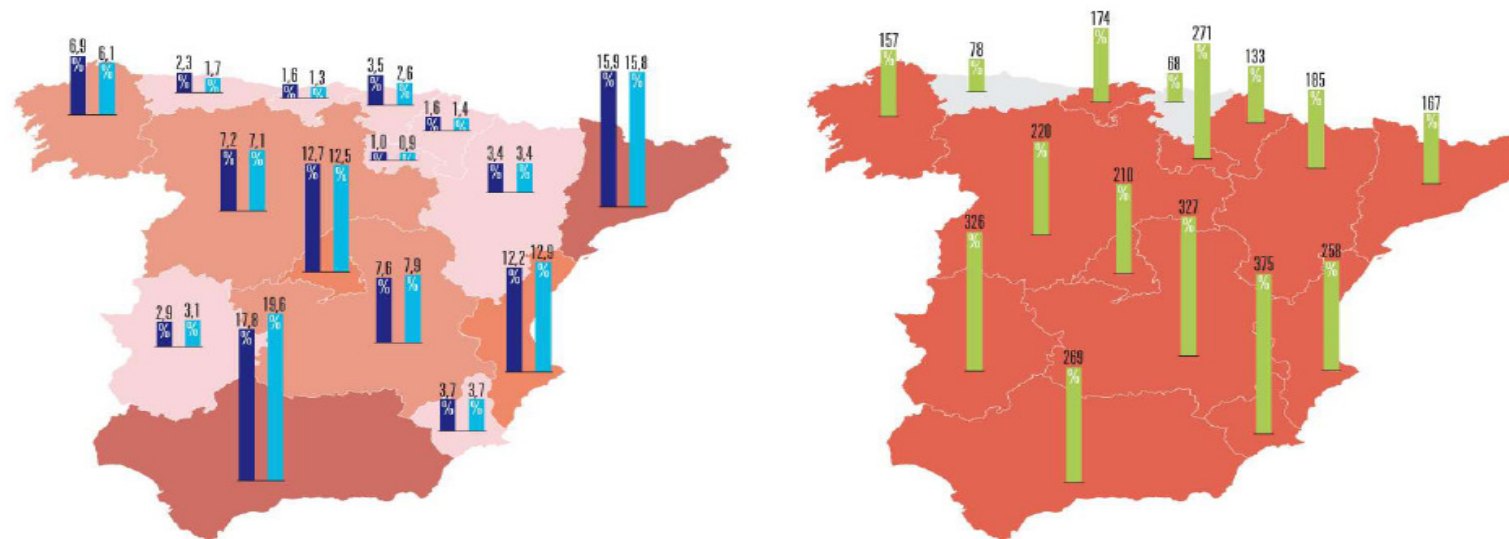 6,9 % 6,1 %
2,3 % 1,7 %
1,6 % 1,3 %
3,5 % 2,6 %
1,6 % 1,4 %
15,9 % 15,8 %
7,2 % 7,1 %
12,7 % 12,5 %
1,0 % 0,9 %
3,4 % 3,4 %
12,2 % 12,9 %
7,6 % 7,9 %
2,9 % 3,1 %
17,8 % 19,6 %
3,7 % 3,7 %
157 %
78 %
174 %
68 %
271 %
133 %
185 %
167 %
220 %
210 %
326 %
327 %
375 %
258 %
269 %